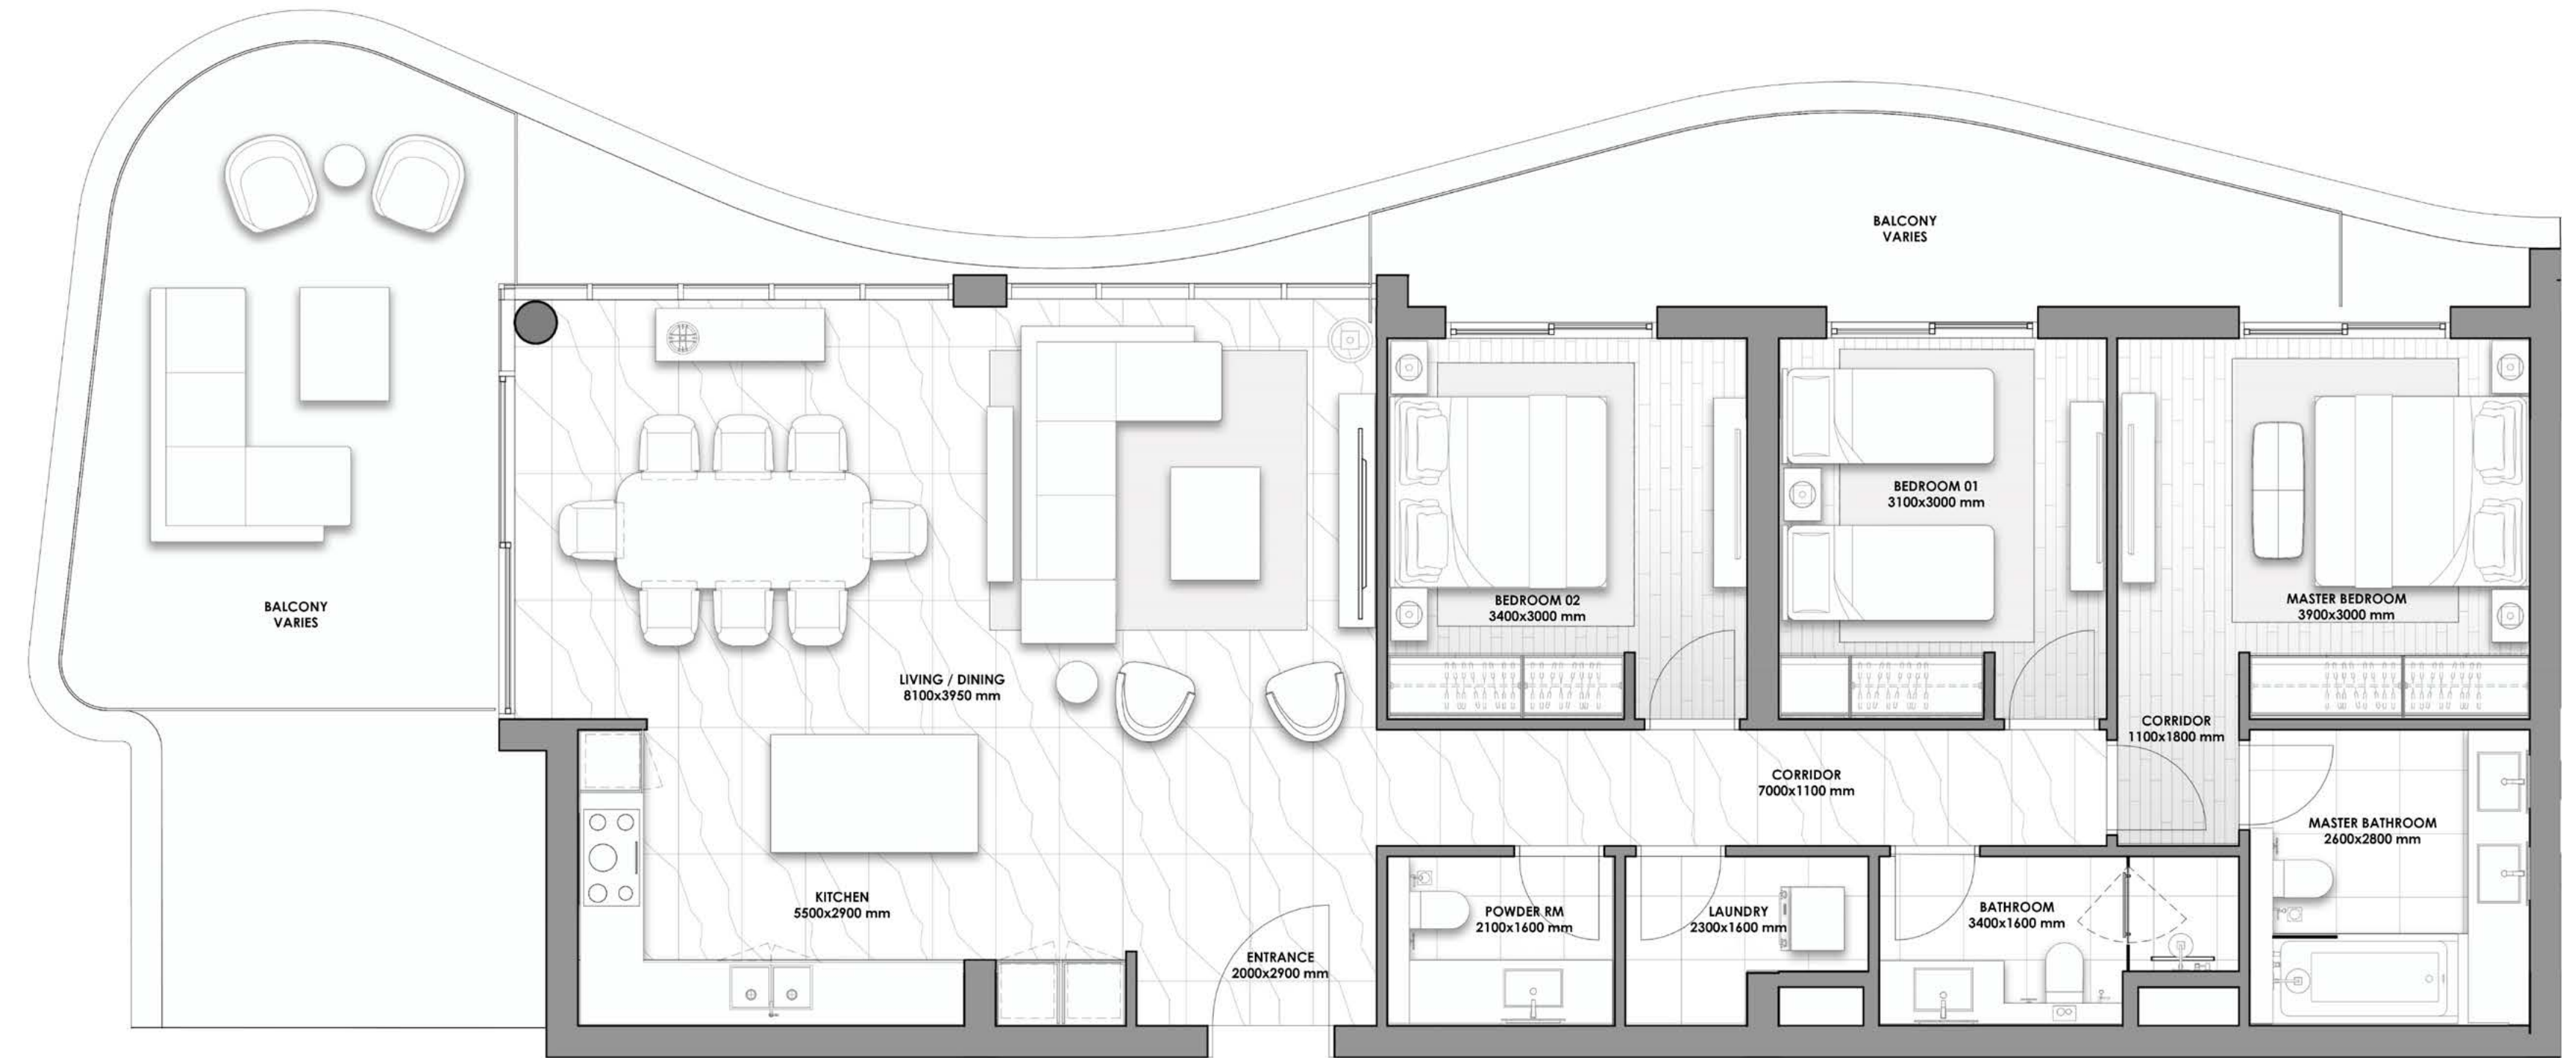 BALCONY
VARIES
BEDROOM 01
3100x3000 mm
BEDROOM 02
3400x3000 mm
MASTER BEDROOM
3900x3000 mm
BALCONY
VARIES
LIVING / DINING
8100x3950 mm
CORRIDOR
1100x1800 mm
CORRIDOR
7000x1100 mm
MASTER BATHROOM
2600x2800 mm
KITCHEN
5500x2900 mm
POWDER RM
2100x1600 mm
LAUNDRY
2300x1600 mm
BATHROOM
3400x1600 mm
ENTRANCE
2000x2900 mm